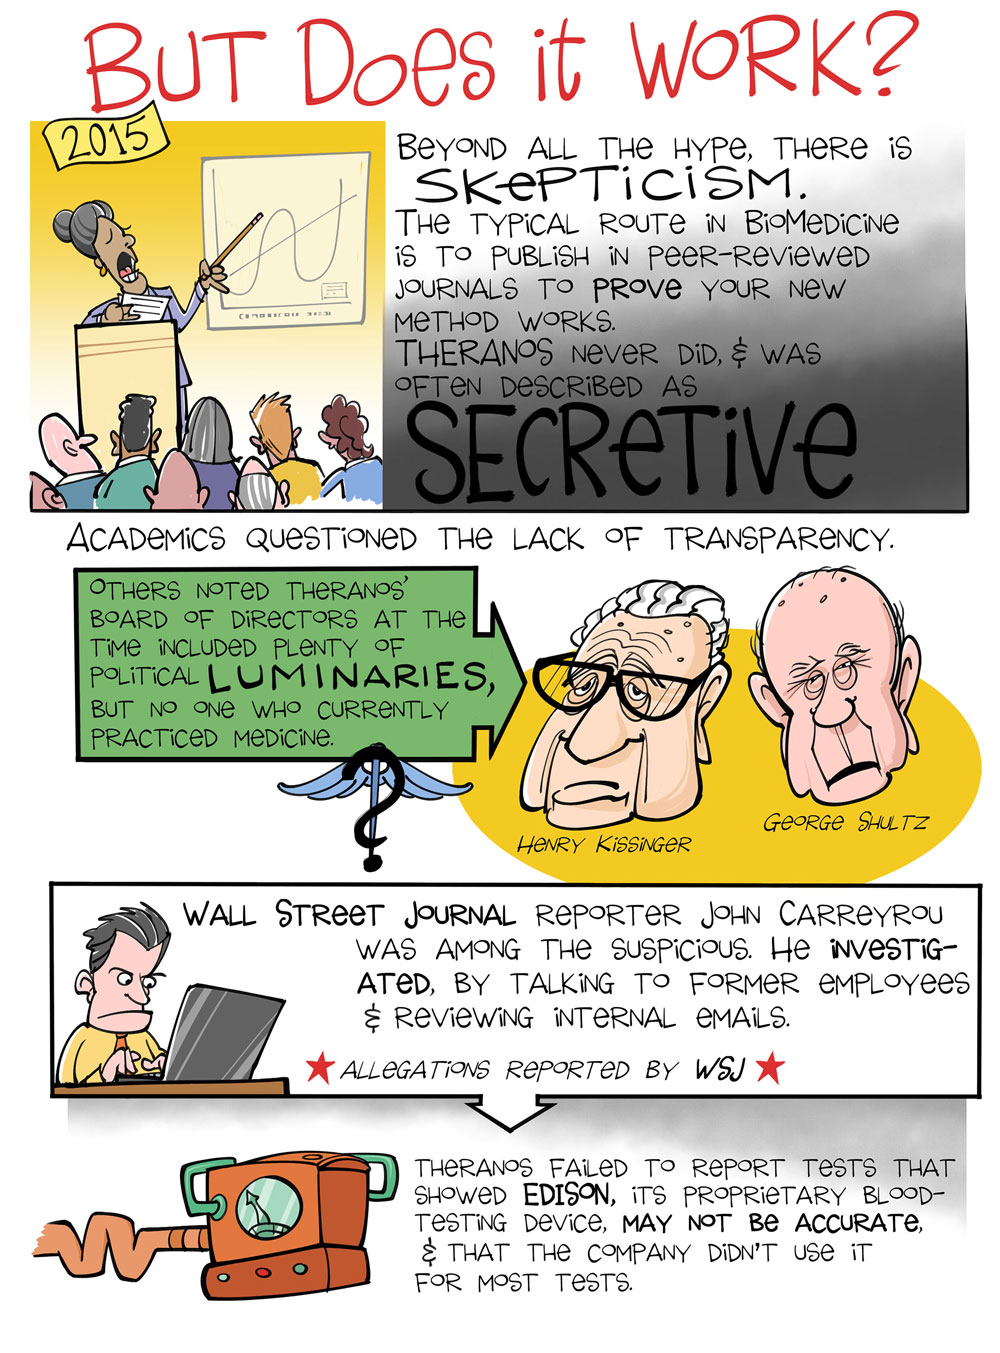 BUT DOES IT WORK?
2015
BEYOND ALL THE HYPE, THERE IS
SKEPTICISM.
THE TYPICAL ROUTE IN BIOMEDICINE
IS TO PUBLISH IN PEER-REVIEWED
JOURNALS TO PROVE YOUR NEW
METHOD WORKS.
THERANOS NEVER DID, & WAS
OFTEN DESCRIBED AS
SECRETIVE
ACADEMICS QUESTIONED THE LACK OF TRANSPARENCY.
OTHERS NOTED THERANOS'
BOARD OF DIRECTORS AT THE
TIME INCLUDED PLENTY OF
POLITICAL LUMINARIES,
BUT NO ONE WHO CURRENTLY
PRACTICED MEDICINE.
HENRY KISSINGER
GEORGE SHULTZ
WALL STREET JOURNAL REPORTER JOHN CARREYROU
WAS AMONG THE SUSPICIOUS. HE INVESTIG-
ATED, BY TALKING TO FORMER EMPLOYEES
& REVIEWING INTERNAL EMAILS.
ALLEGATIONS REPORTED BY WSJ
THERANOS FAILED TO REPORT TESTS THAT
SHOWED EDISON, ITS PROPRIETARY BLOOD-
TESTING DEVICE, MAY NOT BE ACCURATE,
& THAT THE COMPANY DIDN'T USE IT
FOR MOST TESTS.